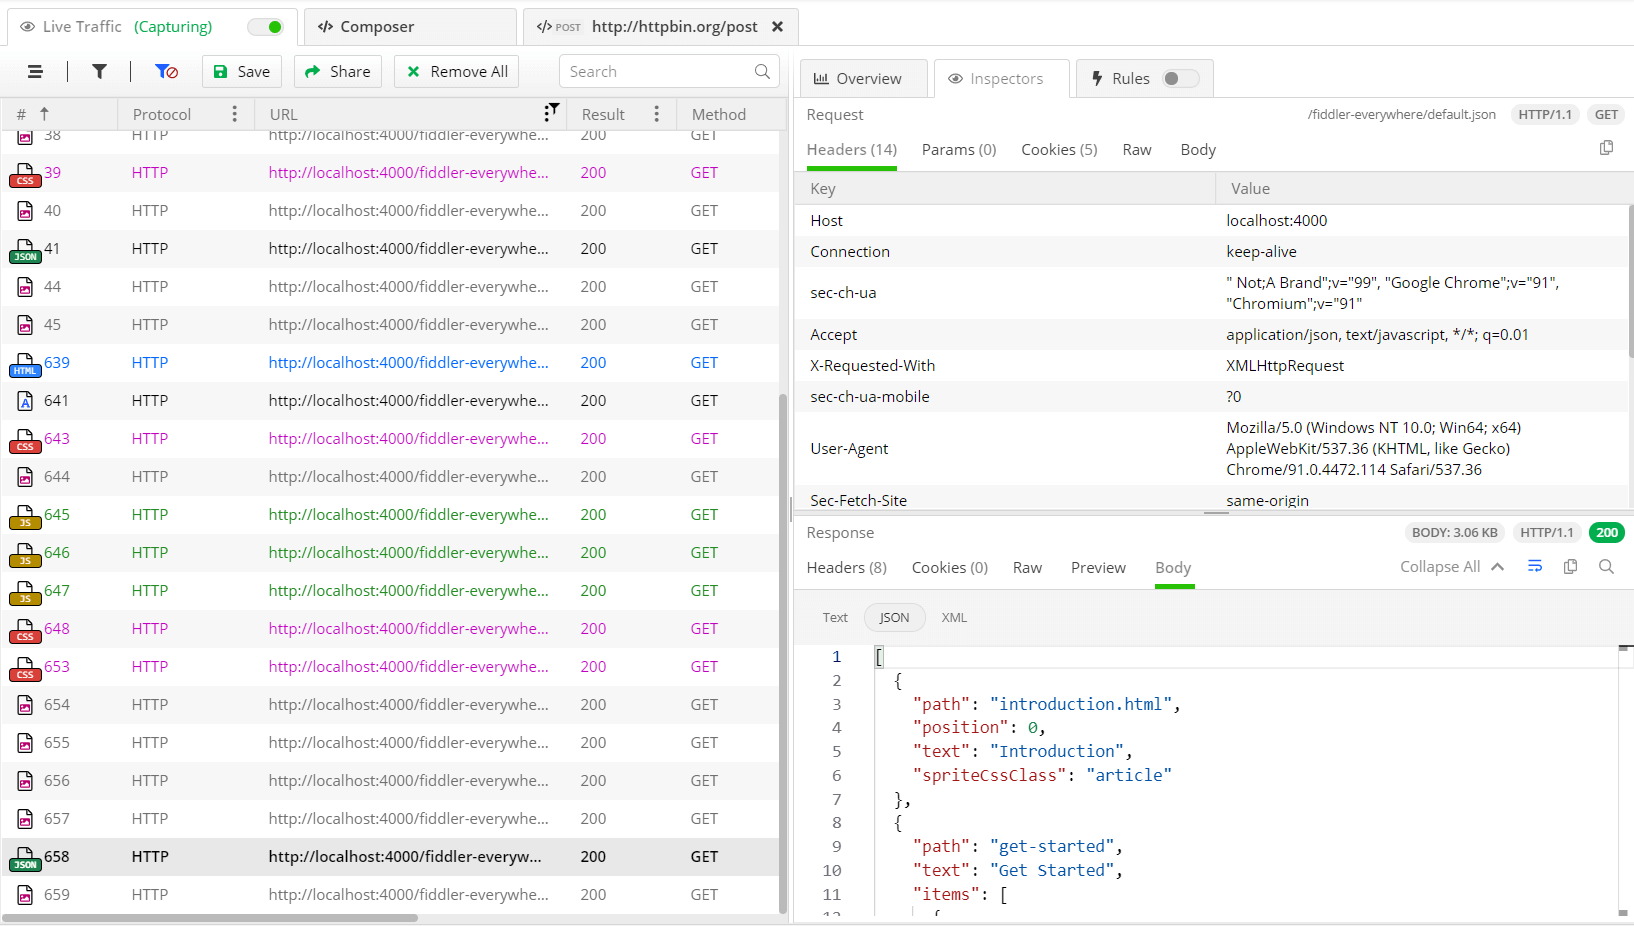 Live Traffic (Capturing)
</> Composer
</> POST http://httpbin.org/post
Save
Share
Remove All
Search
# Protocol URL Result Method
38 HTTP http://localhost:4000/fiddler-everywhe... 200 GET
CSS 39 HTTP http://localhost:4000/fiddler-everywhe... 200 GET
40 HTTP http://localhost:4000/fiddler-everywhe... 200 GET
JSON 41 HTTP http://localhost:4000/fiddler-everywhe... 200 GET
44 HTTP http://localhost:4000/fiddler-everywhe... 200 GET
45 HTTP http://localhost:4000/fiddler-everywhe... 200 GET
HTML 639 HTTP http://localhost:4000/fiddler-everywhe... 200 GET
A 641 HTTP http://localhost:4000/fiddler-everywhe... 200 GET
CSS 643 HTTP http://localhost:4000/fiddler-everywhe... 200 GET
644 HTTP http://localhost:4000/fiddler-everywhe... 200 GET
JS 645 HTTP http://localhost:4000/fiddler-everywhe... 200 GET
JS 646 HTTP http://localhost:4000/fiddler-everywhe... 200 GET
JS 647 HTTP http://localhost:4000/fiddler-everywhe... 200 GET
CSS 648 HTTP http://localhost:4000/fiddler-everywhe... 200 GET
CSS 653 HTTP http://localhost:4000/fiddler-everywhe... 200 GET
654 HTTP http://localhost:4000/fiddler-everywhe... 200 GET
655 HTTP http://localhost:4000/fiddler-everywhe... 200 GET
656 HTTP http://localhost:4000/fiddler-everywhe... 200 GET
657 HTTP http://localhost:4000/fiddler-everywhe... 200 GET
JSON 658 HTTP http://localhost:4000/fiddler-everyw... 200 GET
659 HTTP http://localhost:4000/fiddler-everywhe... 200 GET
Overview Inspectors Rules
Request /fiddler-everywhere/default.json HTTP/1.1 GET
Headers (14) Params (0) Cookies (5) Raw Body
Key Value
Host localhost:4000
Connection keep-alive
sec-ch-ua " Not;A Brand";v="99", "Google Chrome";v="91",
"Chromium";v="91"
Accept application/json, text/javascript, */*; q=0.01
X-Requested-With XMLHttpRequest
sec-ch-ua-mobile ?0
User-Agent Mozilla/5.0 (Windows NT 10.0; Win64; x64)
AppleWebKit/537.36 (KHTML, like Gecko)
Chrome/91.0.4472.114 Safari/537.36
Sec-Fetch-Site same-origin
Response BODY: 3.06 KB HTTP/1.1 200
Headers (8) Cookies (0) Raw Preview Body Collapse All
Text JSON XML
1 [
2 {
3 "path": "introduction.html",
4 "position": 0,
5 "text": "Introduction",
6 "spriteCssClass": "article"
7 },
8 {
9 "path": "get-started",
10 "text": "Get Started",
11 "items": [
12 {